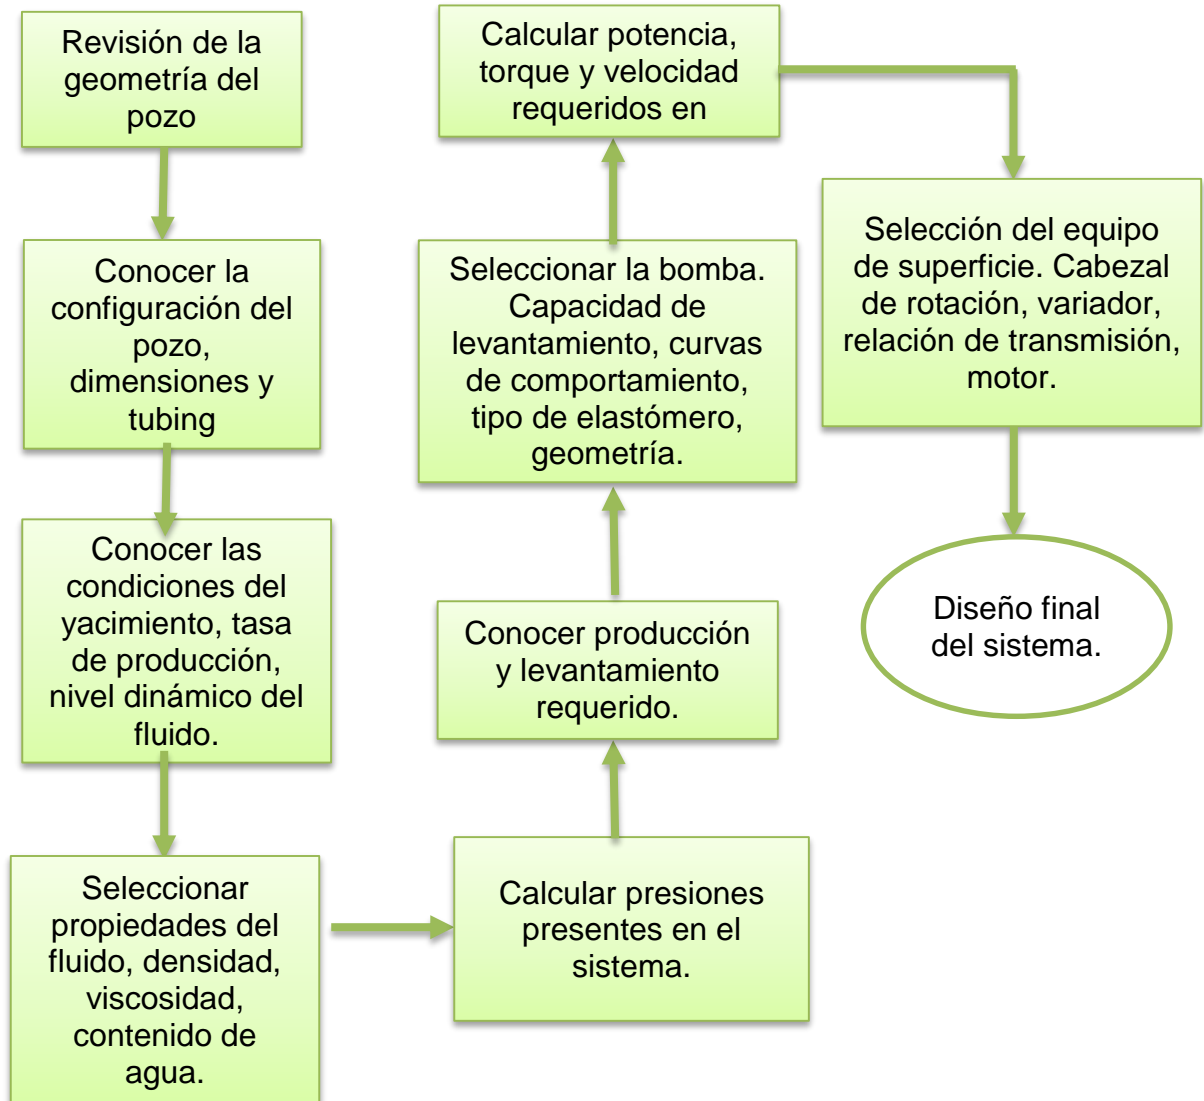 Revisión de la
geometría del
pozo
Conocer la
configuración del
pozo,
dimensiones y
tubing
Conocer las
condiciones del
yacimiento, tasa
de producción,
nivel dinámico del
fluido.
Seleccionar
propiedades del
fluido, densidad,
viscosidad,
contenido de
agua.
Calcular presiones
presentes en el
sistema.
Conocer producción
y levantamiento
requerido.
Seleccionar la bomba.
Capacidad de
levantamiento, curvas
de comportamiento,
tipo de elastómero,
geometría.
Calcular potencia,
torque y velocidad
requeridos en
Selección del equipo
de superficie. Cabezal
de rotación, variador,
relación de transmisión,
motor.
Diseño final
del sistema.